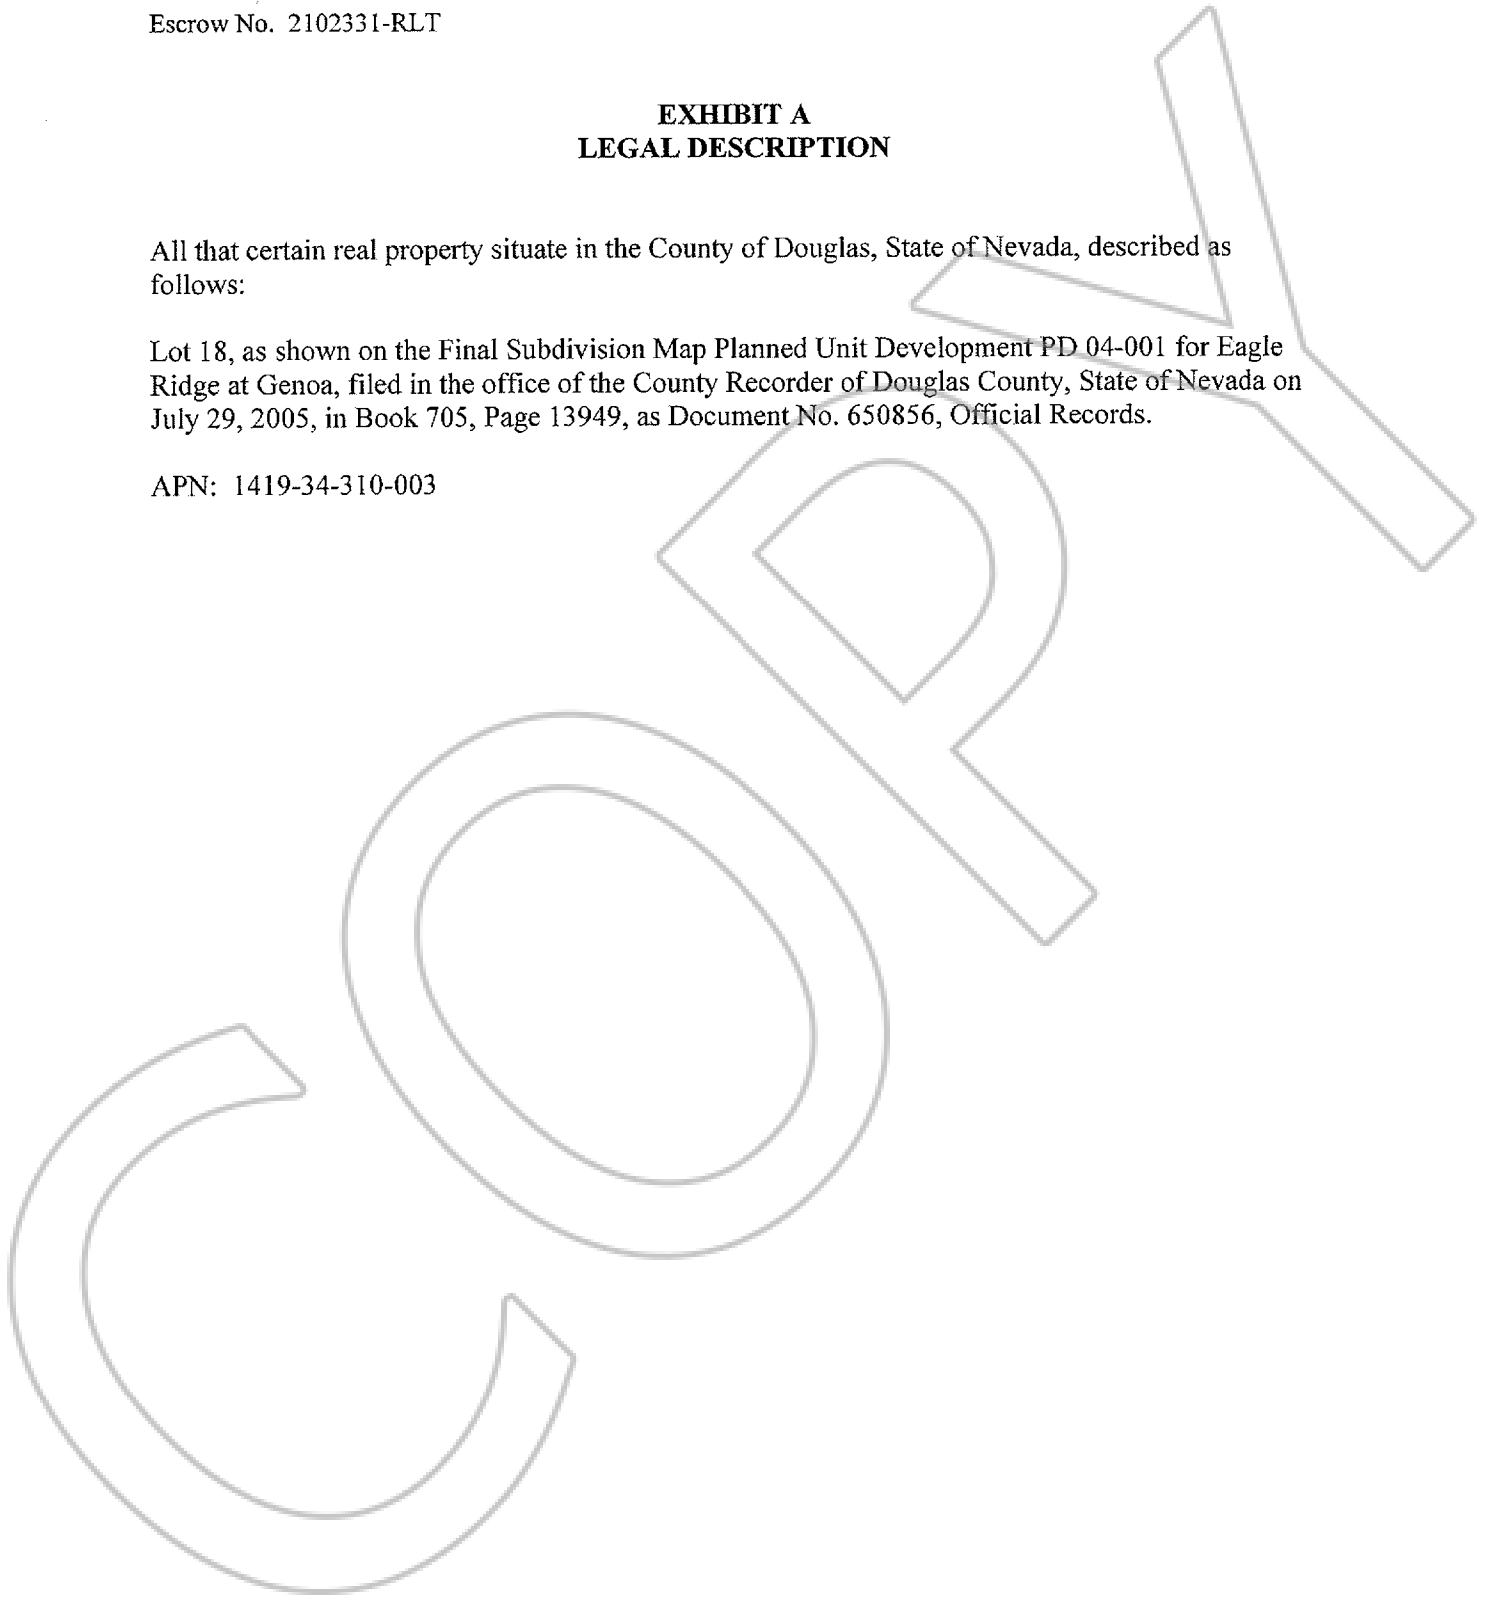 Escrow No. 2102331-RLT
EXHIBIT A
LEGAL DESCRIPTION
All that certain real property situate in the County of Douglas, State of Nevada, described as
follows:
Lot 18, as shown on the Final Subdivision Map Planned Unit Development PD 04-001 for Eagle
Ridge at Genoa, filed in the office of the County Recorder of Douglas County, State of Nevada on
July 29, 2005, in Book 705, Page 13949, as Document No. 650856, Official Records.
APN: 1419-34-310-003
COPY